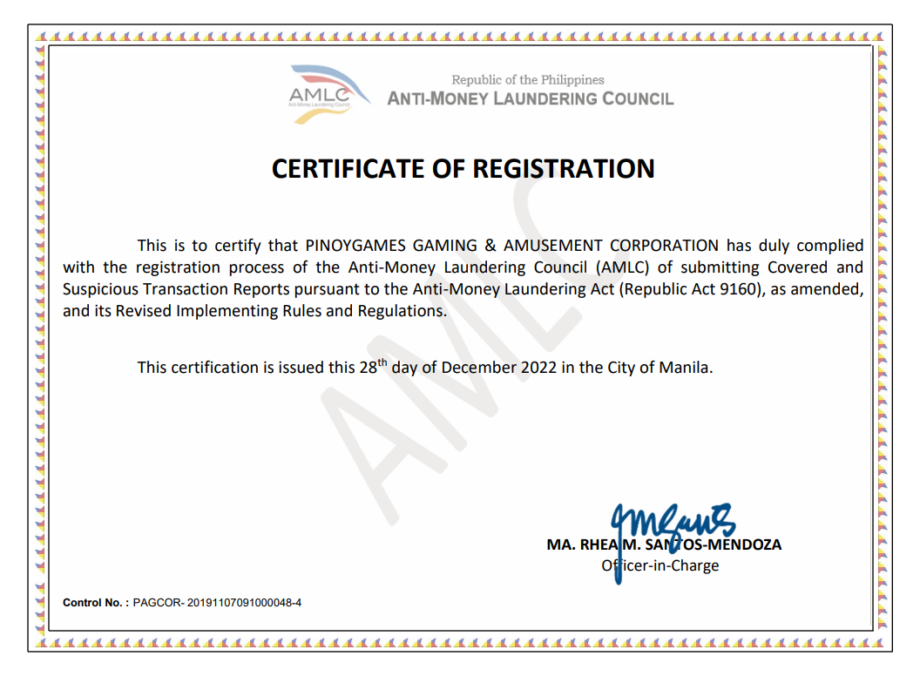 AMLC
Anti-Money Laundering Council
Republic of the Philippines
ANTI-MONEY LAUNDERING COUNCIL
CERTIFICATE OF REGISTRATION
This is to certify that PINOYGAMES GAMING & AMUSEMENT CORPORATION has duly complied
with the registration process of the Anti-Money Laundering Council (AMLC) of submitting Covered and
Suspicious Transaction Reports pursuant to the Anti-Money Laundering Act (Republic Act 9160), as amended,
and its Revised Implementing Rules and Regulations.
This certification is issued this 28th day of December 2022 in the City of Manila.
AMLC
MA. RHEA M. SANTOS-MENDOZA
Officer-in-Charge
Control No. : PAGCOR- 20191107091000048-4